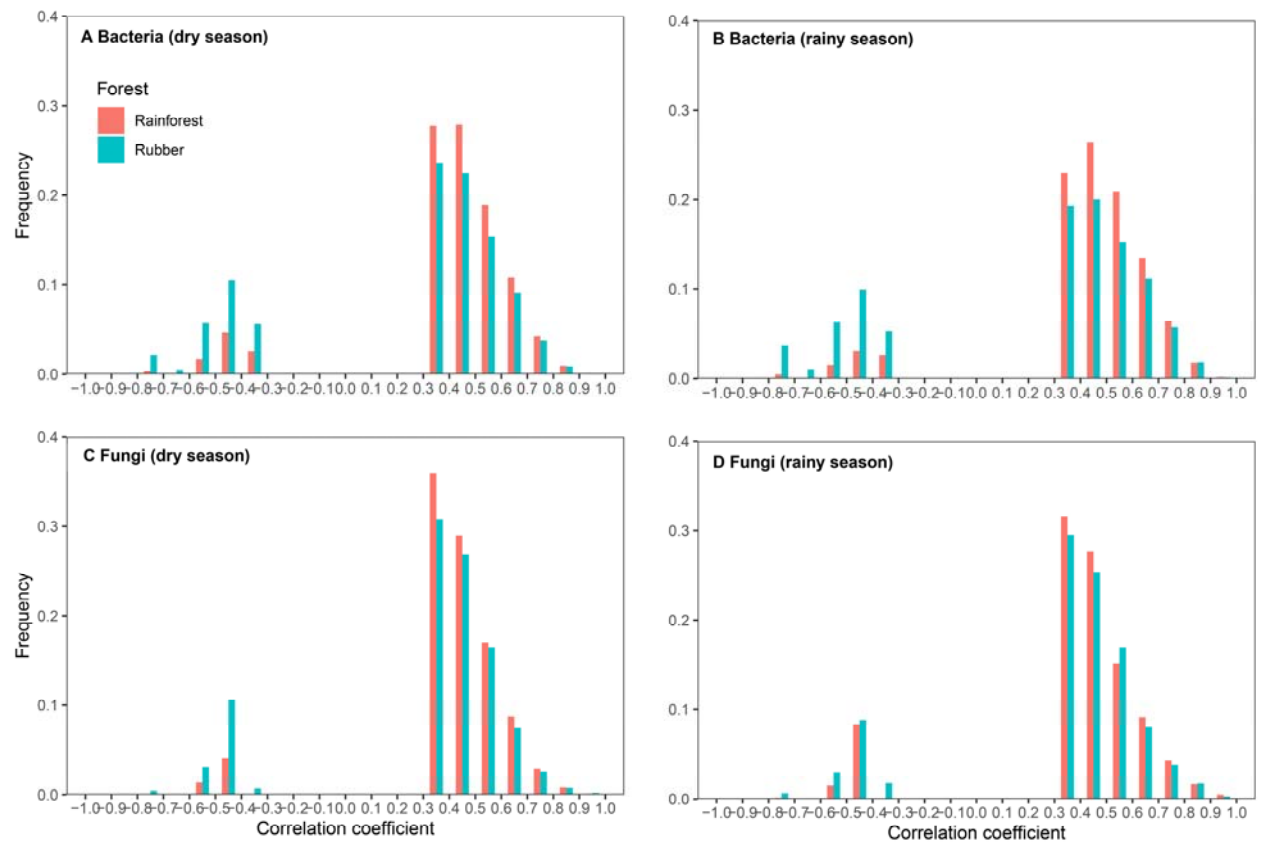 A Bacteria (dry season)
Forest
Rainforest
Rubber
Frequency
0.4
0.3
0.2
0.1
0.0
−1.0 −0.9 −0.8 −0.7 −0.6 −0.5 −0.4 −0.3 −0.2 −0.1 0.0 0.1 0.2 0.3 0.4 0.5 0.6 0.7 0.8 0.9 1.0
B Bacteria (rainy season)
0.4
0.3
0.2
0.1
0.0
−1.0 −0.9 −0.8 −0.7 −0.6 −0.5 −0.4 −0.3 −0.2 −0.1 0.0 0.1 0.2 0.3 0.4 0.5 0.6 0.7 0.8 0.9 1.0
C Fungi (dry season)
Frequency
0.4
0.3
0.2
0.1
0.0
−1.0 −0.9 −0.8 −0.7 −0.6 −0.5 −0.4 −0.3 −0.2 −0.1 0.0 0.1 0.2 0.3 0.4 0.5 0.6 0.7 0.8 0.9 1.0
Correlation coefficient
D Fungi (rainy season)
0.4
0.3
0.2
0.1
0.0
−1.0 −0.9 −0.8 −0.7 −0.6 −0.5 −0.4 −0.3 −0.2 −0.1 0.0 0.1 0.2 0.3 0.4 0.5 0.6 0.7 0.8 0.9 1.0
Correlation coefficient